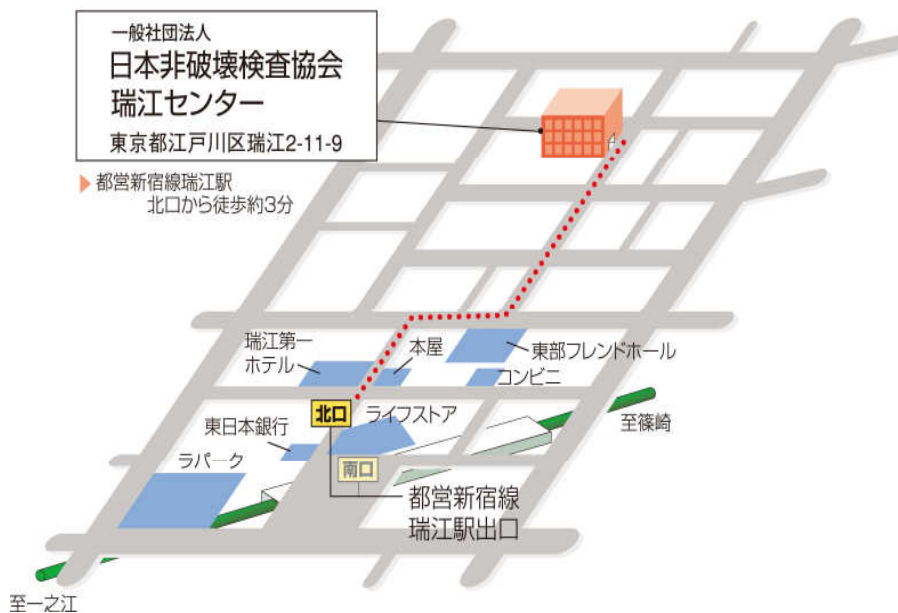 一般社団法人
日本非破壊検査協会
瑞江センター
東京都江戸川区瑞江2-11-9
都営新宿線瑞江駅
北口から徒歩約3分
瑞江第一
ホテル
本屋
東部フレンドホール
コンビニ
北口
ライフストア
至篠崎
東日本銀行
ラパーク
南口
都営新宿線
瑞江駅出口
至一之江